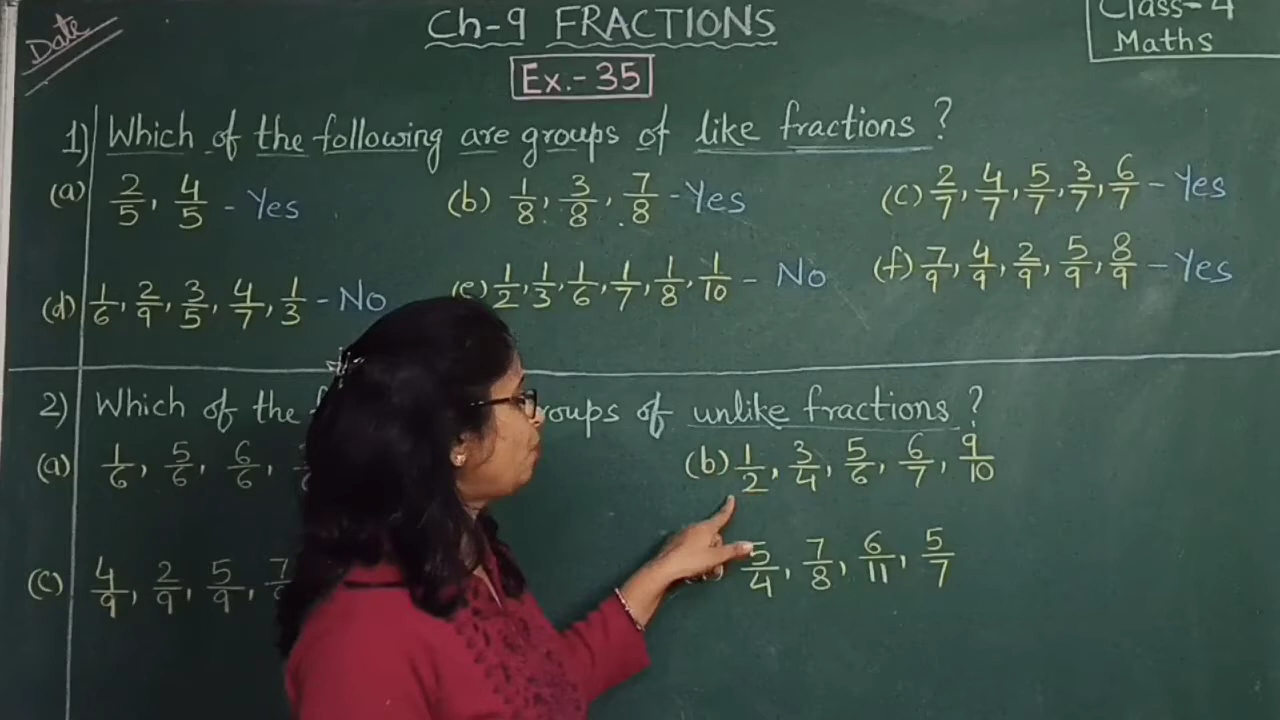 Date
Ch-9 FRACTIONS
Class-4
Maths
Ex.-35
1) Which of the following are groups of like fractions ?
(a) 2/5, 4/5 - Yes
(b) 1/8, 3/8, 7/8 - Yes
(c) 2/7, 4/7, 5/7, 3/7, 6/7 - Yes
(d) 1/6, 2/9, 3/5, 4/7, 1/3 - No
(e) 1/2, 1/3, 1/6, 1/7, 1/8, 1/10 - No
(f) 7/9, 4/9, 2/9, 5/9, 8/9 - Yes
2) Which of the groups of unlike fractions ?
(a) 1/6, 5/6, 6/6,
(b) 1/2, 3/4, 5/6, 6/7, 9/10
(c) 4/9, 2/9, 5/9,
5/4, 7/8, 6/11, 5/7